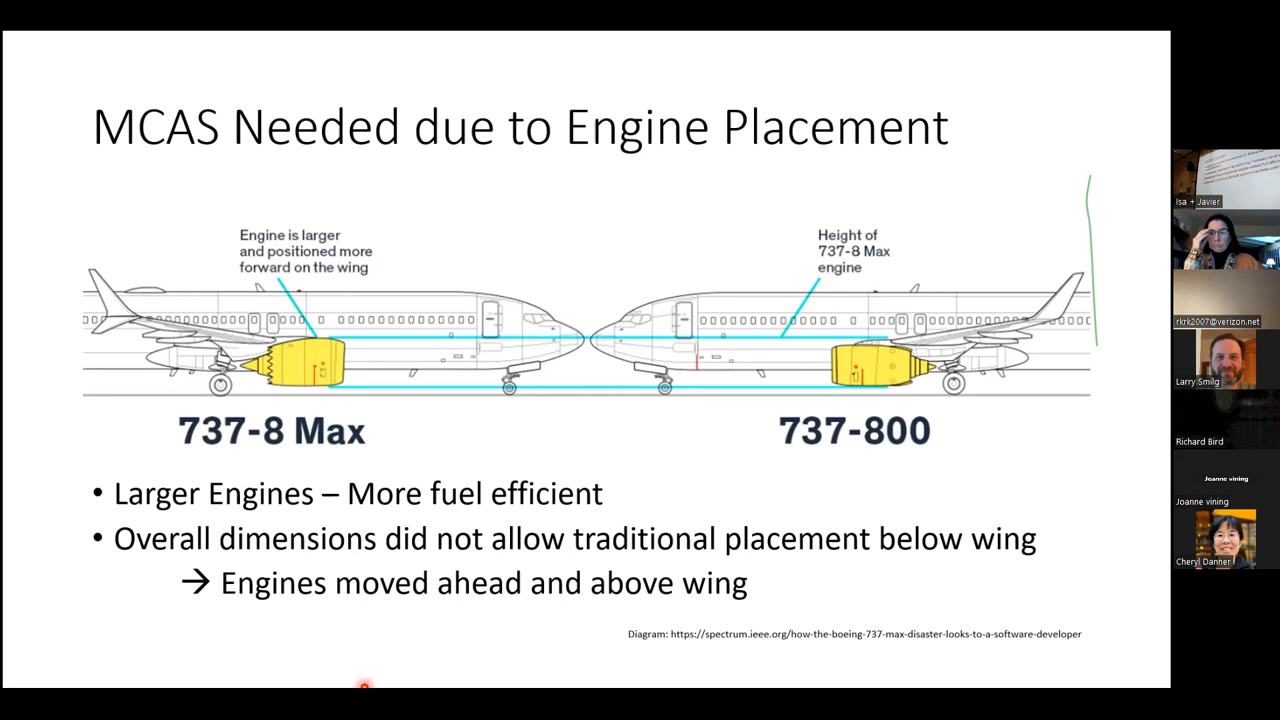 MCAS Needed due to Engine Placement
Engine is larger
and positioned more
forward on the wing
Height of
737-8 Max
engine
737-8 Max
737-800
• Larger Engines – More fuel efficient
• Overall dimensions did not allow traditional placement below wing
→ Engines moved ahead and above wing
Diagram: https://spectrum.ieee.org/how-the-boeing-737-max-disaster-looks-to-a-software-developer
Isa + Javier
rkrk2007@verizon.net
Larry Smilg
Richard Bird
Joanne vining
Joanne vining
Cheryl Danner